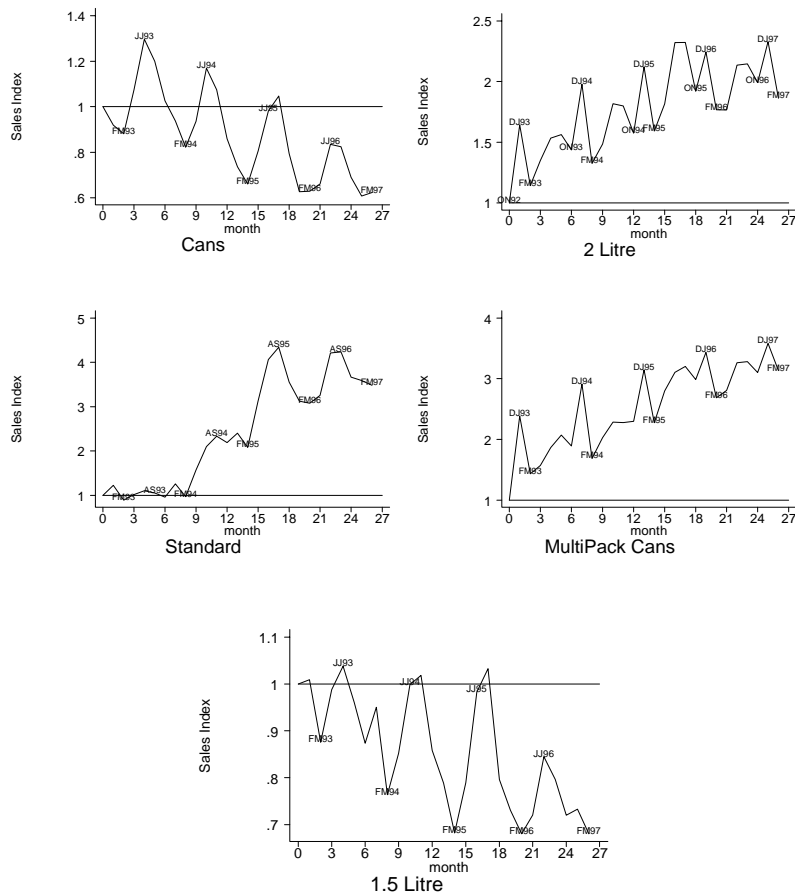 Sales Index
1.4
1.2
1
.8
.6
JJ93
FM93
JJ94
FM94
JJ95
FM95
JJ96
FM96
FM97
0 3 6 9 12 15 18 21 24 27
month
Cans
Sales Index
2.5
2
1.5
1
ON92
DJ93
FM93
ON93
DJ94
FM94
ON94
DJ95
FM95
ON95
DJ96
FM96
ON96
DJ97
FM97
0 3 6 9 12 15 18 21 24 27
month
2 Litre
Sales Index
5
4
3
2
1
FM93
AS93
FM94
AS94
FM95
AS95
FM96
AS96
FM97
0 3 6 9 12 15 18 21 24 27
month
Standard
Sales Index
4
3
2
1
DJ93
FM93
DJ94
FM94
DJ95
FM95
DJ96
FM96
DJ97
FM97
0 3 6 9 12 15 18 21 24 27
month
MultiPack Cans
Sales Index
1.1
1
.9
.8
.7
FM93
JJ93
FM94
JJ94
FM95
JJ95
FM96
JJ96
FM97
0 3 6 9 12 15 18 21 24 27
month
1.5 Litre